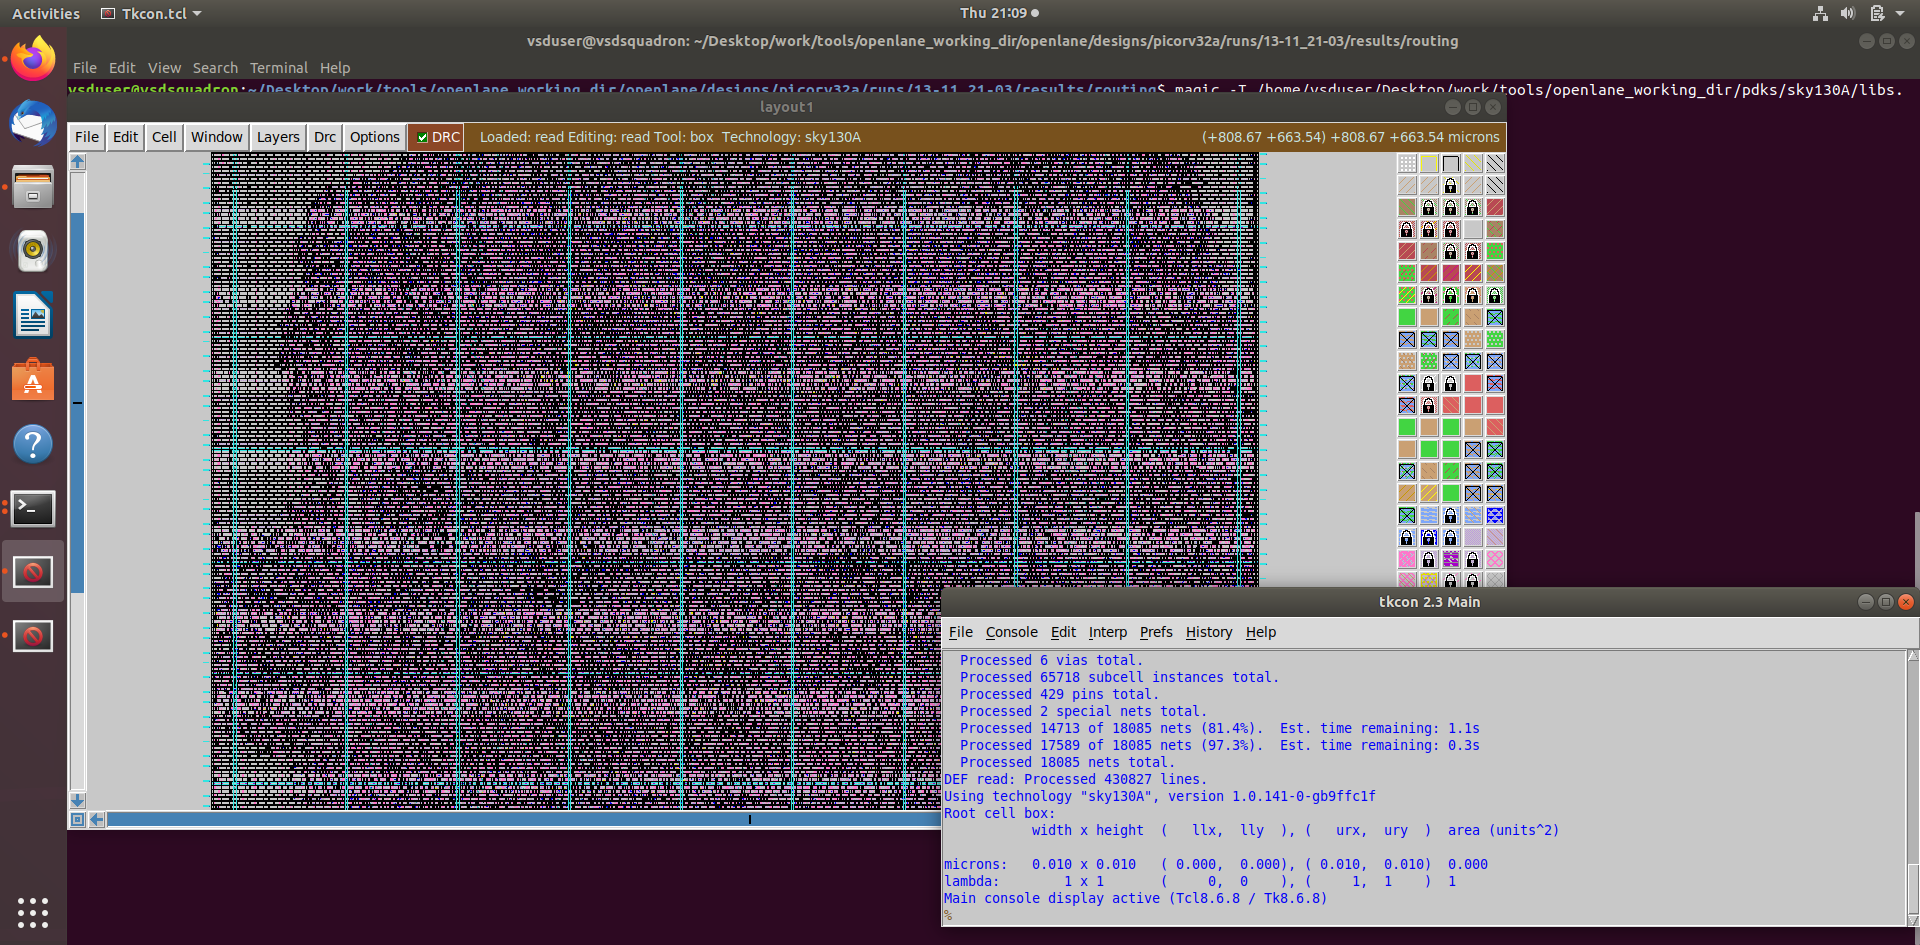 Activities Tkcon.tcl Thu 21:09
vsduser@vsdsquadron: ~/Desktop/work/tools/openlane_working_dir/openlane/designs/picorv32a/runs/13-11_21-03/results/routing
File Edit View Search Terminal Help
vsduser@vsdsquadron:~/Desktop/work/tools/openlane_working_dir/openlane/designs/picorv32a/runs/13-11_21-03/results/routing$ magic -T /home/vsduser/Desktop/work/tools/openlane_working_dir/pdks/sky130A/libs.
layout1
File Edit Cell Window Layers Drc Options DRC Loaded: read Editing: read Tool: box Technology: sky130A (+808.67 +663.54) +808.67 +663.54 microns
tkcon 2.3 Main
File Console Edit Interp Prefs History Help
Processed 6 vias total.
Processed 65718 subcell instances total.
Processed 429 pins total.
Processed 2 special nets total.
Processed 14713 of 18085 nets (81.4%). Est. time remaining: 1.1s
Processed 17589 of 18085 nets (97.3%). Est. time remaining: 0.3s
Processed 18085 nets total.
DEF read: Processed 430827 lines.
Using technology "sky130A", version 1.0.141-0-gb9ffc1f
Root cell box:
width x height ( llx, lly ), ( urx, ury ) area (units^2)
microns: 0.010 x 0.010 ( 0.000, 0.000), ( 0.010, 0.010) 0.000
lambda: 1 x 1 ( 0, 0 ), ( 1, 1 ) 1
Main console display active (Tcl8.6.8 / Tk8.6.8)
%